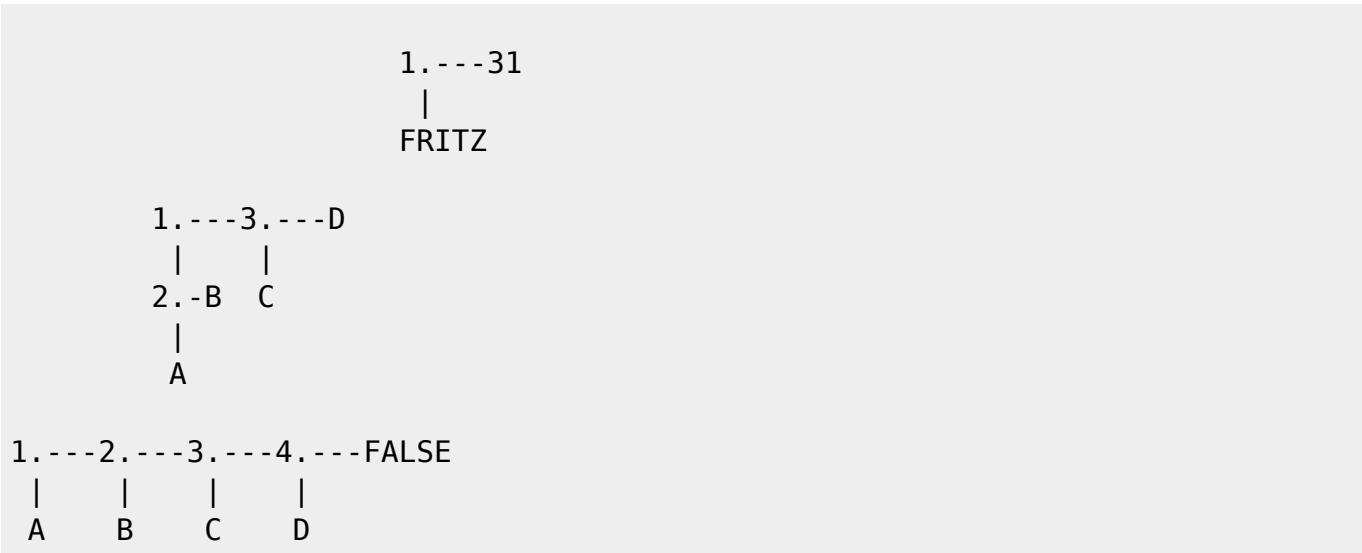 1.---31
|
FRITZ
1.---3.---D
|    |
2.-B  C
|
A
1.---2.---3.---4.---FALSE
|    |    |    |
A    B    C    D